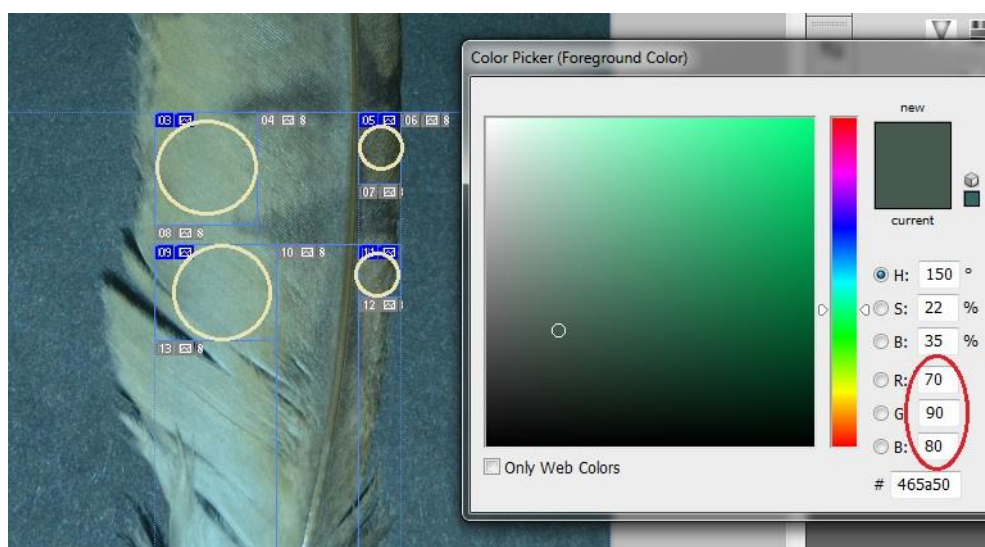 Color Picker (Foreground Color)
new
03
04 8
05
06 8
07
current
08 8
09
10 8
11
H: 150 °
S: 22 %
12
B: 35 %
13 8
R: 70
G 90
B: 80
Only Web Colors
# 465a50